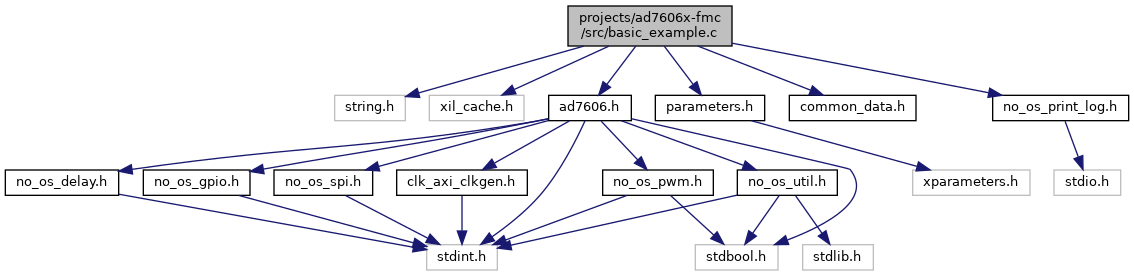 projects/ad7606x-fmc
/src/basic_example.c
string.h
xil_cache.h
ad7606.h
parameters.h
common_data.h
no_os_print_log.h
no_os_delay.h
no_os_gpio.h
no_os_spi.h
clk_axi_clkgen.h
no_os_pwm.h
no_os_util.h
xparameters.h
stdio.h
stdint.h
stdbool.h
stdlib.h